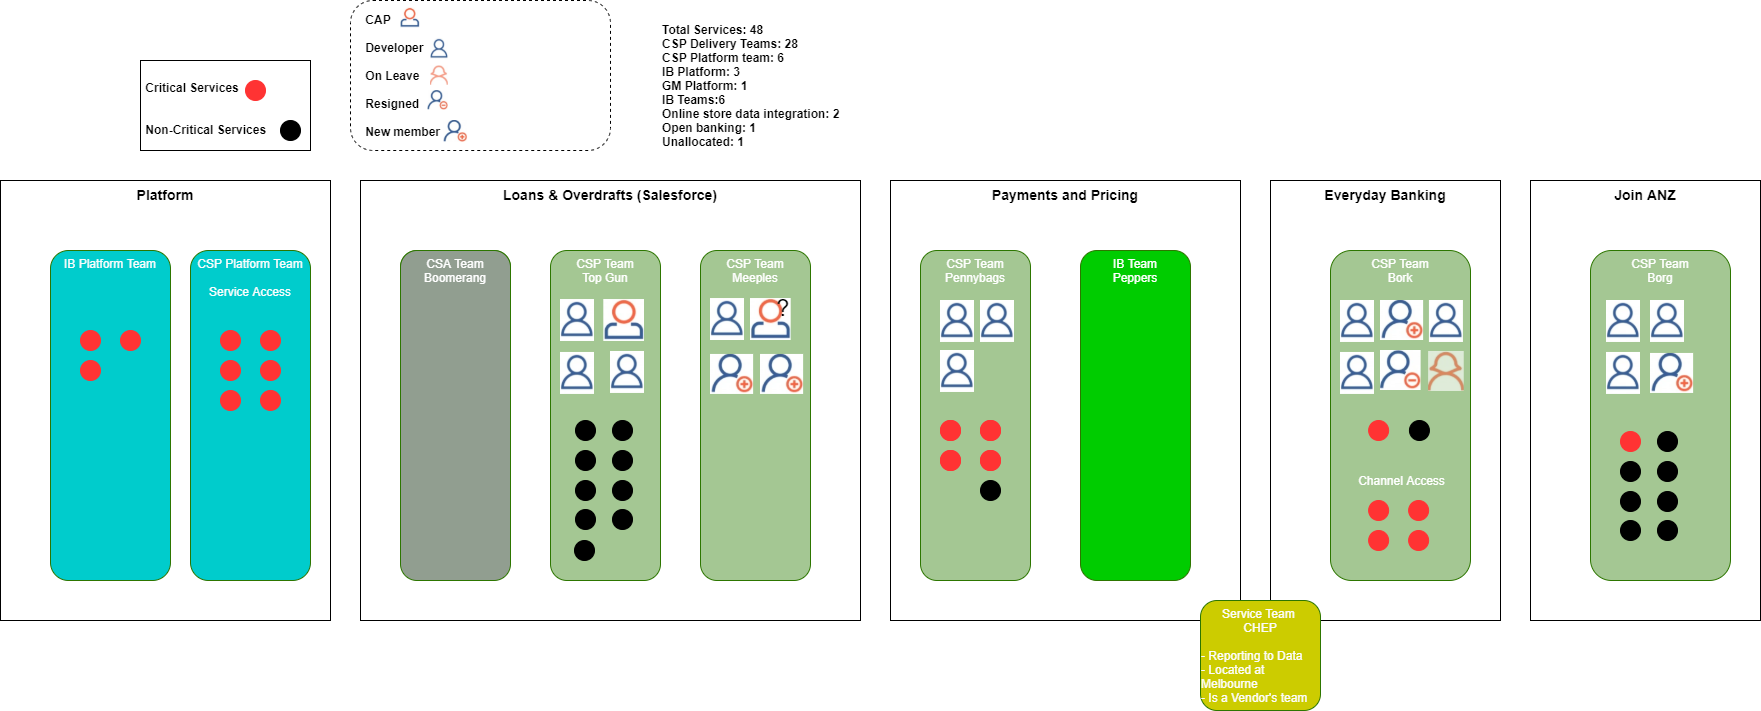 CAP
Developer
On Leave
Resigned
New member
Total Services: 48
CSP Delivery Teams: 28
CSP Platform team: 6
IB Platform: 3
GM Platform: 1
IB Teams:6
Online store data integration: 2
Open banking: 1
Unallocated: 1
Critical Services
Non-Critical Services
Platform
IB Platform Team
CSP Platform Team
Service Access
Loans & Overdrafts (Salesforce)
CSA Team
Boomerang
CSP Team
Top Gun
CSP Team
Meeples
?
Payments and Pricing
CSP Team
Pennybags
IB Team
Peppers
Everyday Banking
CSP Team
Bork
Channel Access
Join ANZ
CSP Team
Borg
Service Team
CHEP
- Reporting to Data
- Located at
Melbourne
- Is a Vendor's team